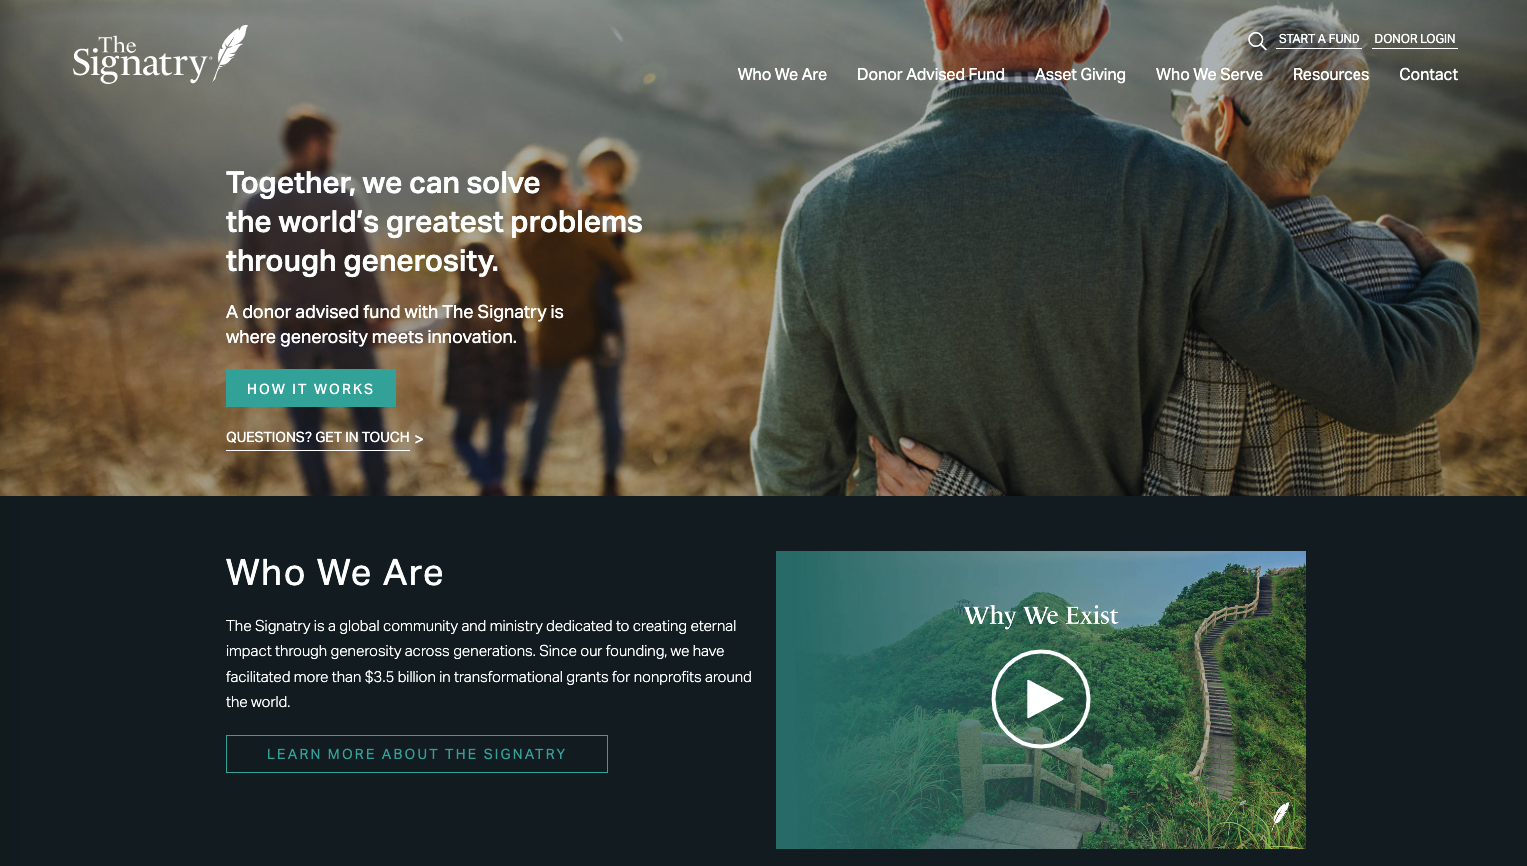 The
Signatry
START A FUND
DONOR LOGIN
Who We Are
Donor Advised Fund
Asset Giving
Who We Serve
Resources
Contact
Together, we can solve
the world's greatest problems
through generosity.
A donor advised fund with The Signatry is
where generosity meets innovation.
HOW IT WORKS
QUESTIONS? GET IN TOUCH >
Who We Are
The Signatry is a global community and ministry dedicated to creating eternal
impact through generosity across generations. Since our founding, we have
facilitated more than $3.5 billion in transformational grants for nonprofits around
the world.
LEARN MORE ABOUT THE SIGNATRY
Why We Exist